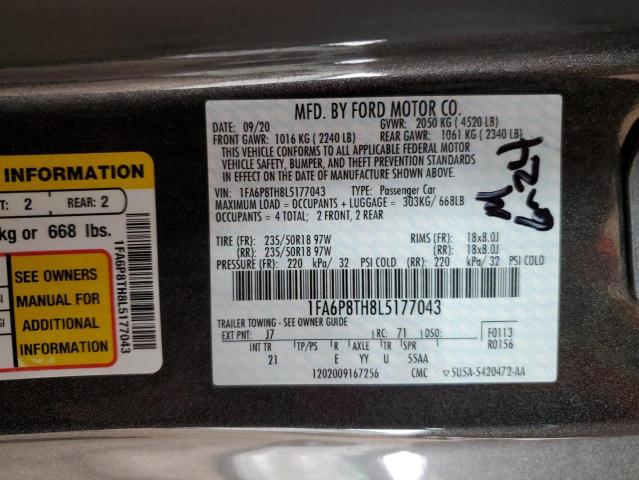 INFORMATION
T: 2 REAR: 2
kg or 668 lbs.
SEE OWNERS
MANUAL FOR
ADDITIONAL
INFORMATION
1FA6P8TH8L5177043
MFD. BY FORD MOTOR CO.
09/20 GVWR: 2050 KG ( 4520 LB)
FRONT GAWR: 1016 KG ( 2240 LB) REAR GAWR: 1061 KG ( 2340 LB)
THIS VEHICLE CONFORMS TO ALL APPLICABLE FEDERAL MOTOR
VEHICLE SAFETY, BUMPER, AND THEFT PREVENTION STANDARDS
IN EFFECT ON THE DATE OF MANUFACTURE SHOWN ABOVE.
VIN: 1FA6P8TH8L5177043 TYPE: Passenger Car
MAXIMUM LOAD = OCCUPANTS + LUGGAGE = 303KG/ 668LB
OCCUPANTS = 4 TOTAL; 2 FRONT, 2 REAR
TIRE (FR): 235/50R18 97W RIMS (FR): 18x8.0J
(RR): 235/50R18 97W (RR): 18x8.0J
PRESSURE (FR): 220 kPa/ 32 PSI COLD (RR): 220 kPa/ 32 PSI COLD
1FA6P8TH8L5177043
TRAILER TOWING - SEE OWNER GUIDE
EXT PNT: J7 RC: 71 DSO: F0113
R0156
INT TR TP/PS R AXLE TR SPR
21 E YY U 55AA
1202009167256 CMC 5U5A-5420472-AA